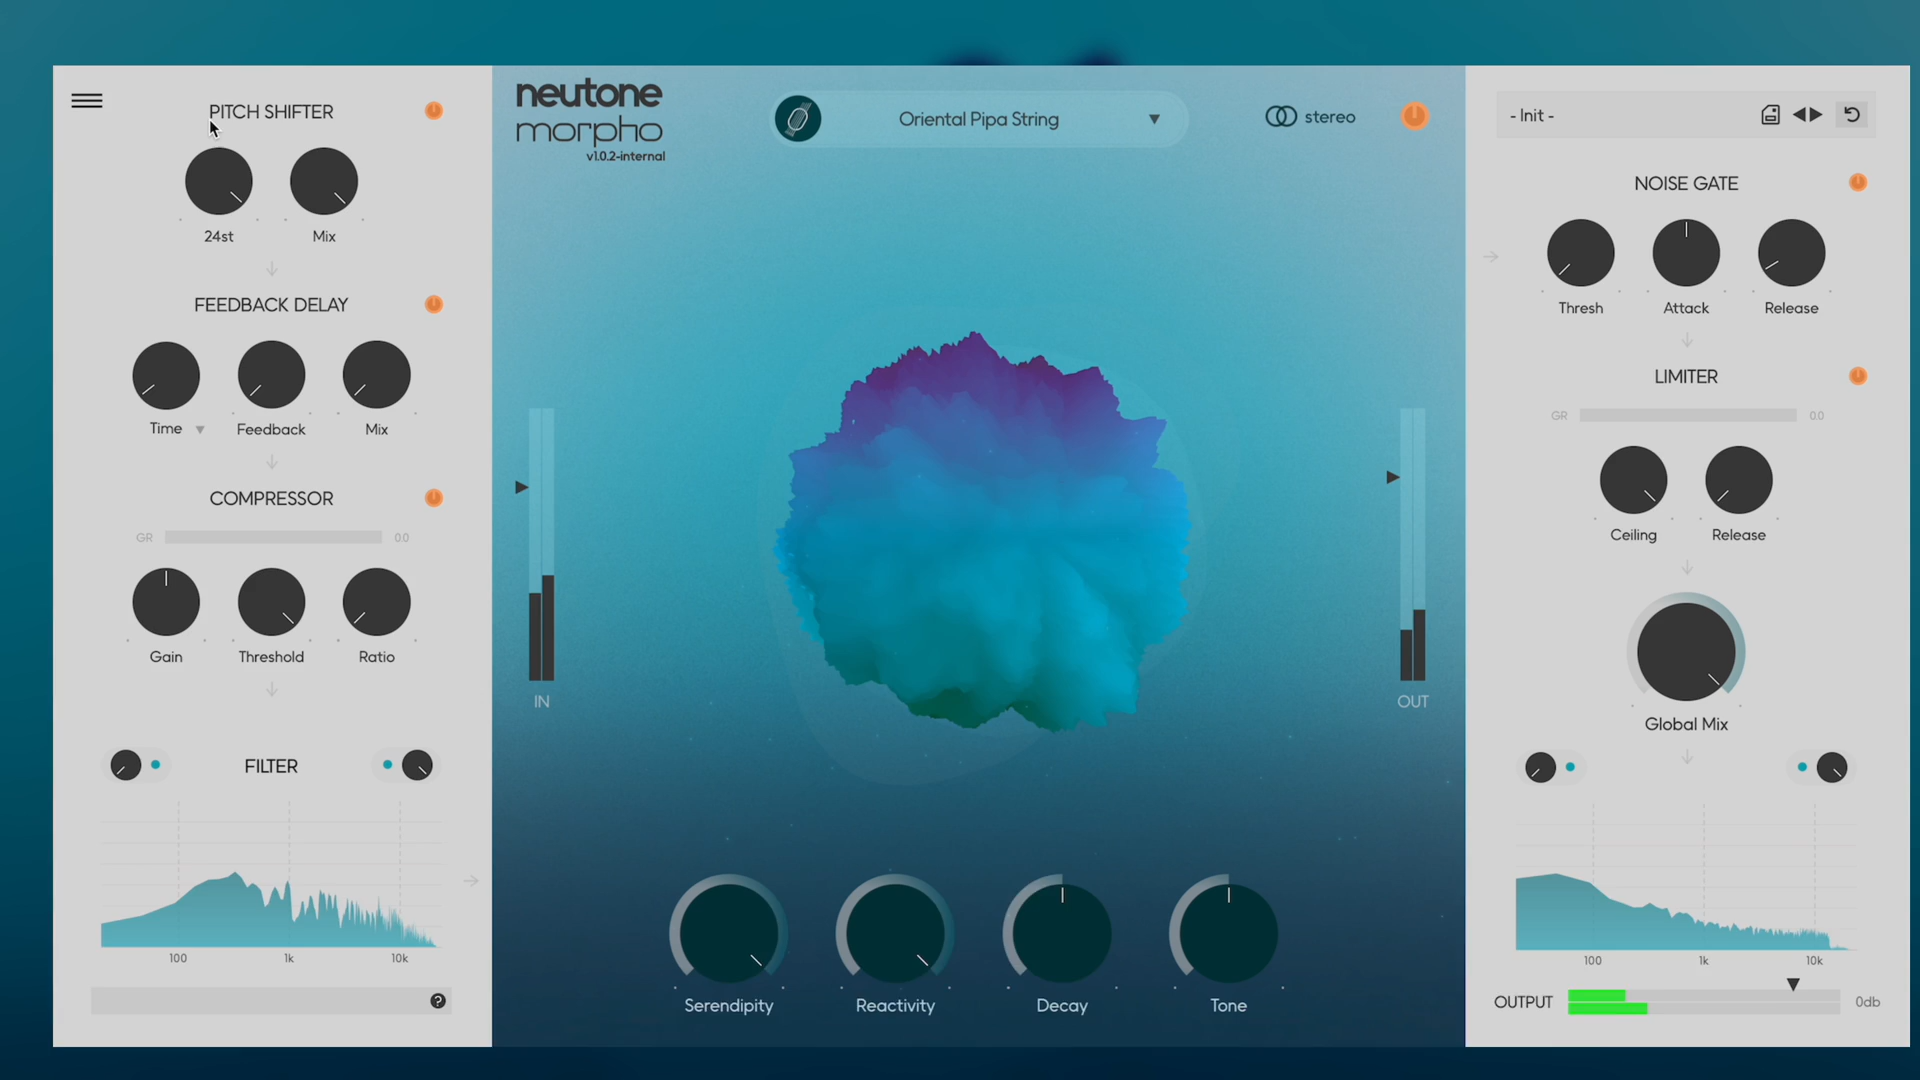 PITCH SHIFTER
24st Mix
FEEDBACK DELAY
Time Feedback Mix
COMPRESSOR
GR 0.0
Gain Threshold Ratio
FILTER
100 1k 10k
?
neutone
morpho
v1.0.2-internal
Oriental Pipa String
stereo
IN
OUT
Serendipity Reactivity Decay Tone
- Init -
NOISE GATE
Thresh Attack Release
LIMITER
GR 0.0
Ceiling Release
Global Mix
100 1k 10k
OUTPUT 0db